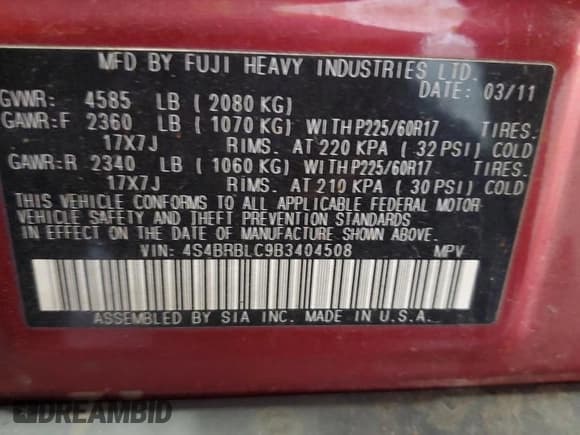 MFD BY FUJI HEAVY INDUSTRIES LTD.
DATE: 03/11
GVWR: 4585 LB ( 2080 KG)
GAWR:F 2360 LB ( 1070 KG) WITH P225/60R17 TIRES.
17X7J RIMS. AT 220 KPA ( 32 PSI) COLD
GAWR:R 2340 LB ( 1060 KG) WITH P225/60R17 TIRES.
17X7J RIMS. AT 210 KPA ( 30 PSI) COLD
THIS VEHICLE CONFORMS TO ALL APPLICABLE FEDERAL MOTOR
VEHICLE SAFETY AND THEFT PREVENTION STANDARDS
IN EFFECT ON THE DATE OF MANUFACTURE SHOWN ABOVE.
VIN: 4S4BRBLC9B3404508 MPV
ASSEMBLED BY SIA INC. MADE IN U.S.A.
DREAMBID